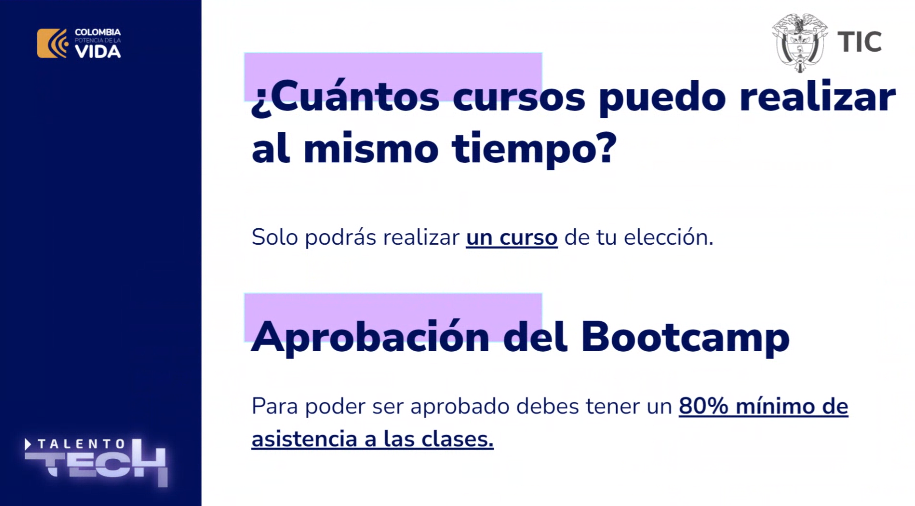 COLOMBIA
POTENCIA DE LA
VIDA
TIC
¿Cuántos cursos puedo realizar
al mismo tiempo?
Solo podrás realizar un curso de tu elección.
Aprobación del Bootcamp
Para poder ser aprobado debes tener un 80% mínimo de
asistencia a las clases.
TALENTO
TECH